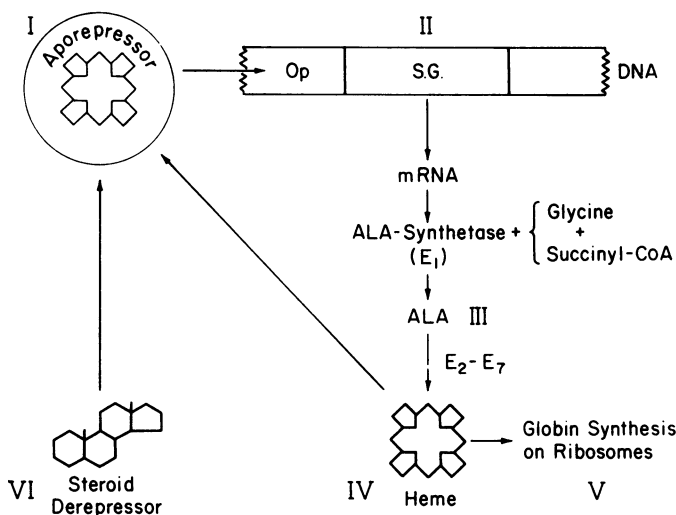 I
II
Aporepressor
Op
S.G.
DNA
mRNA
ALA-Synthetase +
(E₁)
Glycine
+
Succinyl-CoA
ALA III
E₂-E₇
Globin Synthesis
on Ribosomes
VI
Steroid
Derepressor
IV
Heme
V